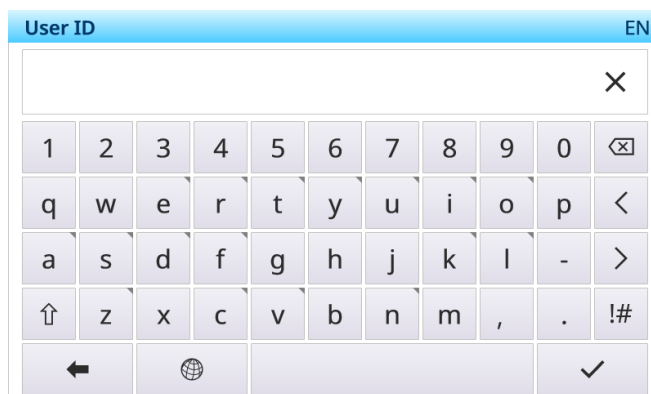 User ID EN
1 2 3 4 5 6 7 8 9 0
q w e r t y u i o p
a s d f g h j k l -
z x c v b n m , . !#